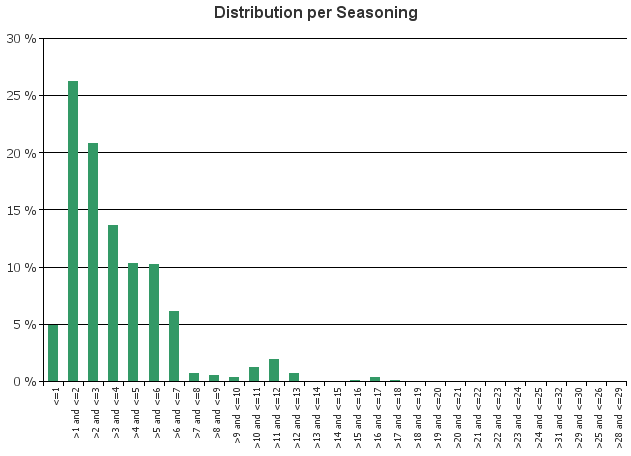 Distribution per Seasoning
30 %
25 %
20 %
15 %
10 %
5 %
0 %
<=1
>1 and <=2
>2 and <=3
>3 and <=4
>4 and <=5
>5 and <=6
>6 and <=7
>7 and <=8
>8 and <=9
>9 and <=10
>10 and <=11
>11 and <=12
>12 and <=13
>13 and <=14
>14 and <=15
>15 and <=16
>16 and <=17
>17 and <=18
>18 and <=19
>19 and <=20
>20 and <=21
>21 and <=22
>22 and <=23
>23 and <=24
>24 and <=25
>31 and <=32
>29 and <=30
>25 and <=26
>28 and <=29